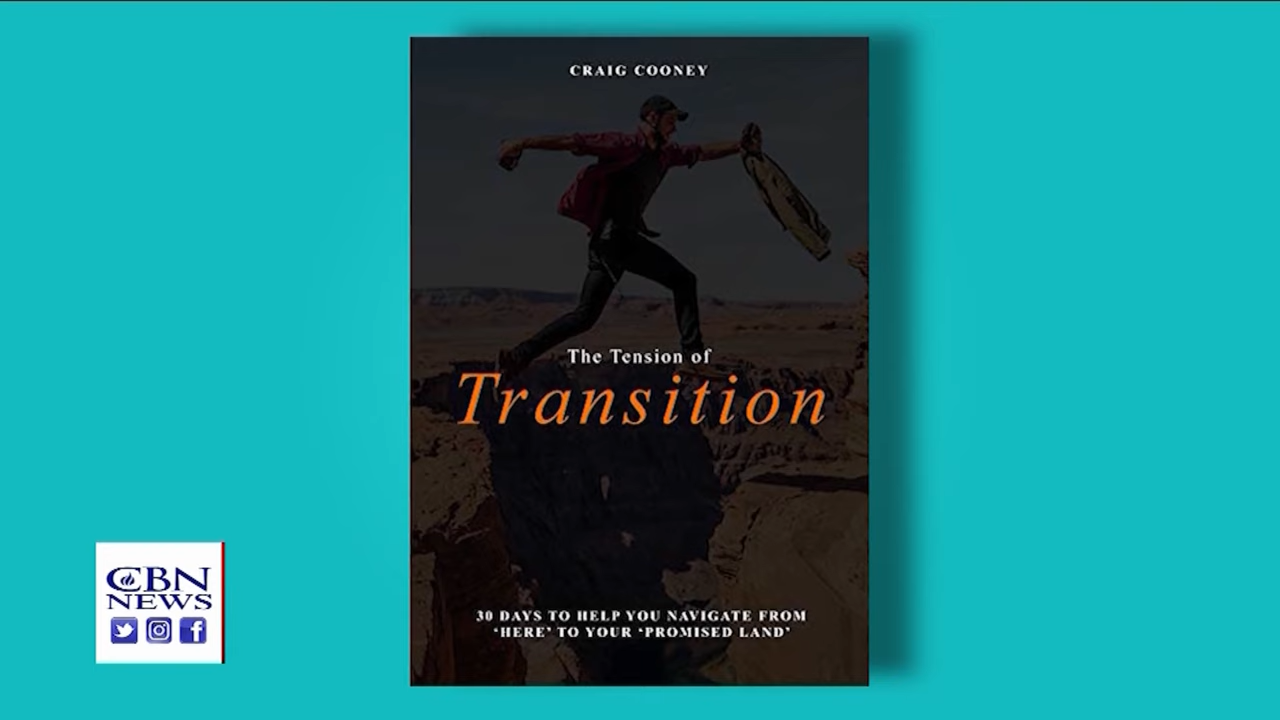 CRAIG COONEY
The Tension of
Transition
30 DAYS TO HELP YOU NAVIGATE FROM
‘HERE’ TO YOUR ‘PROMISED LAND’
CBN
NEWS